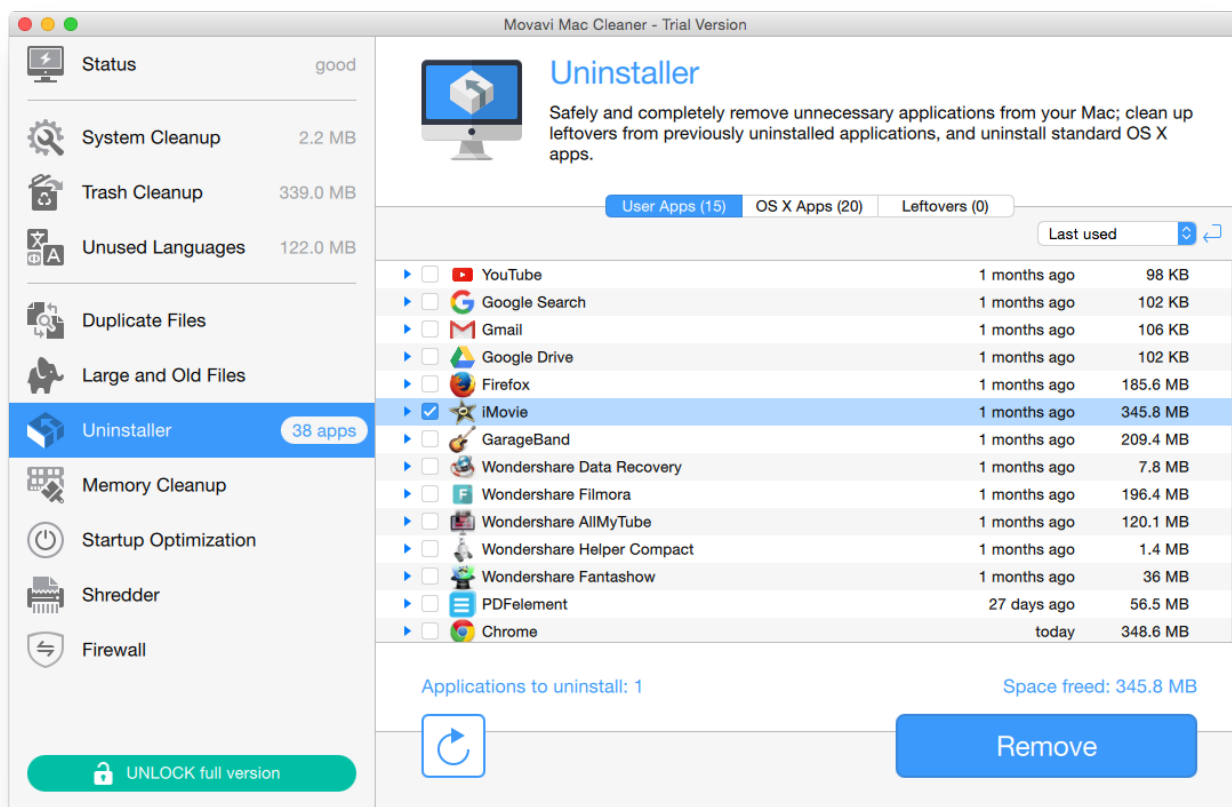 Movavi Mac Cleaner - Trial Version
Status good
System Cleanup 2.2 MB
Trash Cleanup 339.0 MB
Unused Languages 122.0 MB
Duplicate Files
Large and Old Files
Uninstaller 38 apps
Memory Cleanup
Startup Optimization
Shredder
Firewall
UNLOCK full version
Uninstaller
Safely and completely remove unnecessary applications from your Mac; clean up
leftovers from previously uninstalled applications, and uninstall standard OS X
apps.
User Apps (15) OS X Apps (20) Leftovers (0)
Last used
YouTube 1 months ago 98 KB
Google Search 1 months ago 102 KB
Gmail 1 months ago 106 KB
Google Drive 1 months ago 102 KB
Firefox 1 months ago 185.6 MB
iMovie 1 months ago 345.8 MB
GarageBand 1 months ago 209.4 MB
Wondershare Data Recovery 1 months ago 7.8 MB
Wondershare Filmora 1 months ago 196.4 MB
Wondershare AllMyTube 1 months ago 120.1 MB
Wondershare Helper Compact 1 months ago 1.4 MB
Wondershare Fantashow 1 months ago 36 MB
PDFelement 27 days ago 56.5 MB
Chrome today 348.6 MB
Applications to uninstall: 1 Space freed: 345.8 MB
Remove